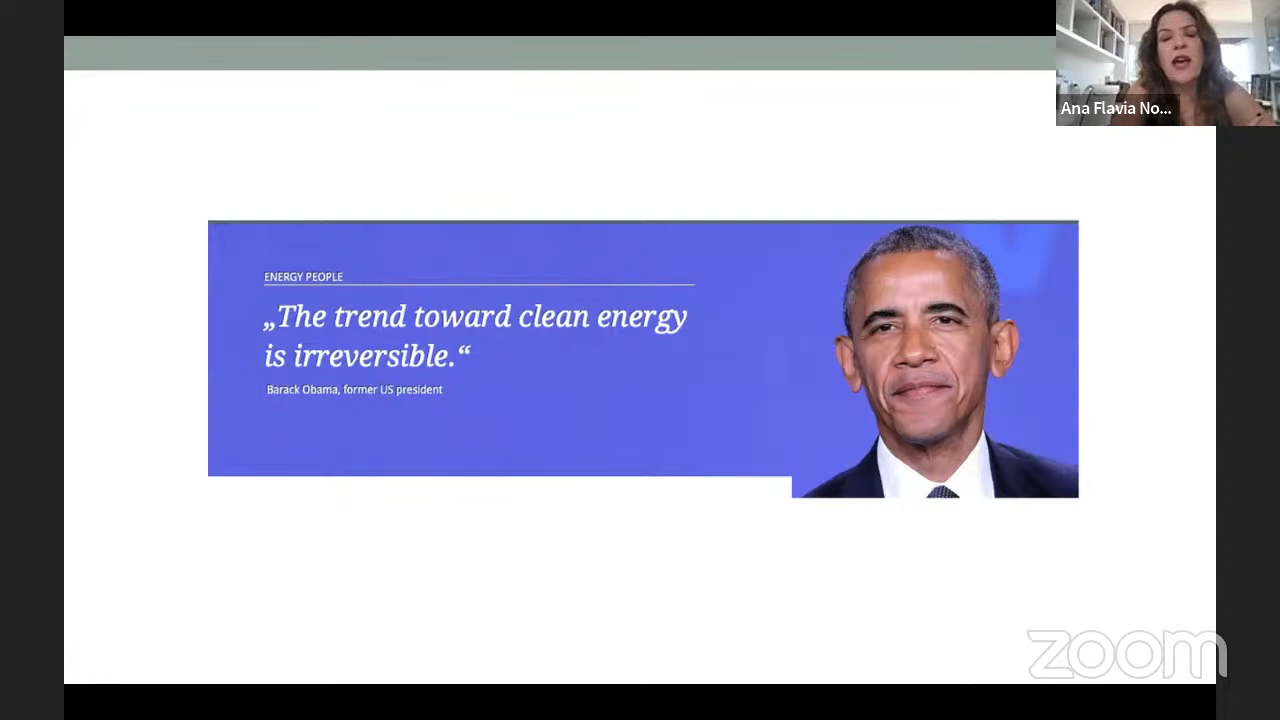 Ana Flavia No...
ENERGY PEOPLE
„The trend toward clean energy
is irreversible.“
Barack Obama, former US president
zoom